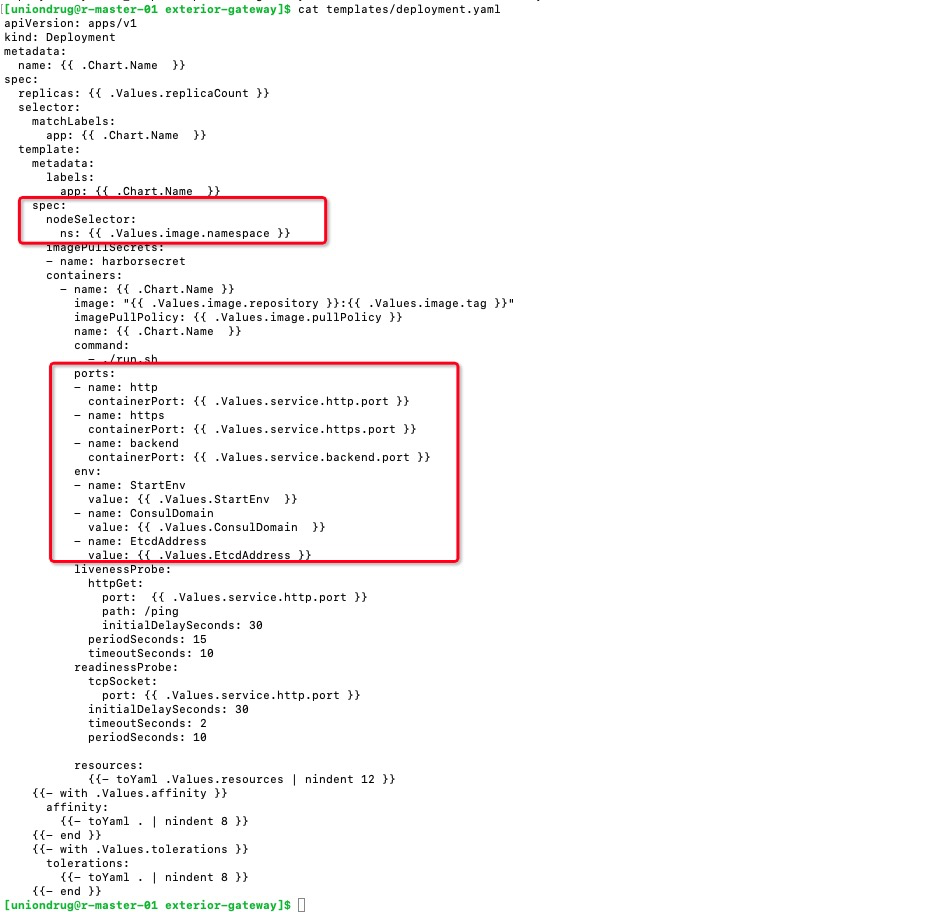 [[uniondrug@r-master-01 exterior-gateway]$ cat templates/deployment.yaml
apiVersion: apps/v1
kind: Deployment
metadata:
  name: {{ .Chart.Name  }}
spec:
  replicas: {{ .Values.replicaCount }}
  selector:
    matchLabels:
      app: {{ .Chart.Name  }}
  template:
    metadata:
      labels:
        app: {{ .Chart.Name  }}
    spec:
      nodeSelector:
        ns: {{ .Values.image.namespace }}
      imagePullSecrets:
      - name: harborsecret
      containers:
        - name: {{ .Chart.Name }}
          image: "{{ .Values.image.repository }}:{{ .Values.image.tag }}"
          imagePullPolicy: {{ .Values.image.pullPolicy }}
          name: {{ .Chart.Name  }}
          command:
            - ./run.sh
          ports:
          - name: http
            containerPort: {{ .Values.service.http.port }}
          - name: https
            containerPort: {{ .Values.service.https.port }}
          - name: backend
            containerPort: {{ .Values.service.backend.port }}
          env:
          - name: StartEnv
            value: {{ .Values.StartEnv  }}
          - name: ConsulDomain
            value: {{ .Values.ConsulDomain  }}
          - name: EtcdAddress
            value: {{ .Values.EtcdAddress }}
          livenessProbe:
            httpGet:
              port:  {{ .Values.service.http.port }}
              path: /ping
              initialDelaySeconds: 30
            periodSeconds: 15
            timeoutSeconds: 10
          readinessProbe:
            tcpSocket:
              port: {{ .Values.service.http.port }}
            initialDelaySeconds: 30
            timeoutSeconds: 2
            periodSeconds: 10

          resources:
            {{- toYaml .Values.resources | nindent 12 }}
    {{- with .Values.affinity }}
      affinity:
        {{- toYaml . | nindent 8 }}
    {{- end }}
    {{- with .Values.tolerations }}
      tolerations:
        {{- toYaml . | nindent 8 }}
    {{- end }}
[uniondrug@r-master-01 exterior-gateway]$